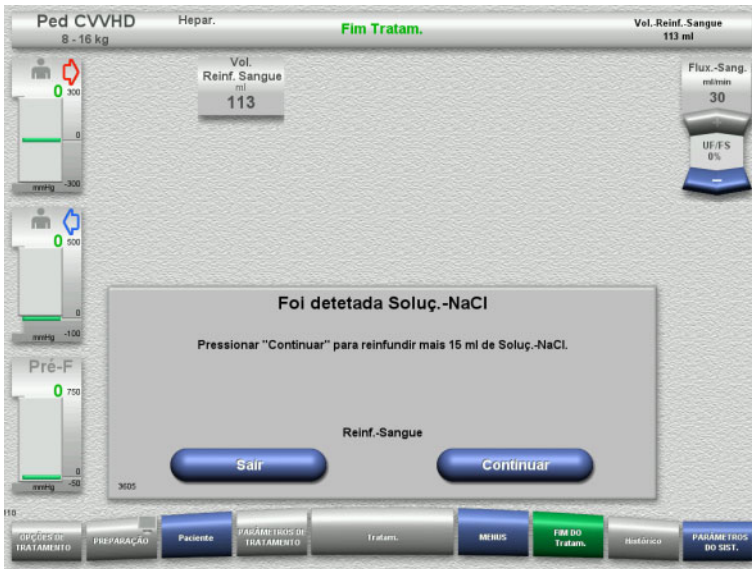 Ped CVVHD
8 - 16 kg
Hepar.
Fim Tratam.
Vol.-Reinf.-Sangue
113 ml
0
300
0
mmHg
-300
Vol.
Reinf. Sangue
ml
113
Flux.-Sang.
ml/min
30
+
UF/FS
0%
-
0
500
0
mmHg
-100
Pré-F
0
750
0
mmHg
-50
Foi detetada Soluç.-NaCl
Pressionar "Continuar" para reinfundir mais 15 ml de Soluç.-NaCl.
Reinf.-Sangue
Sair
Continuar
3605
OPÇÕES DE
TRATAMENTO
PREPARAÇÃO
Paciente
PARÂMETROS DE
TRATAMENTO
Tratam.
MENUS
FIM DO
Tratam.
Histórico
PARÂMETROS
DO SIST.